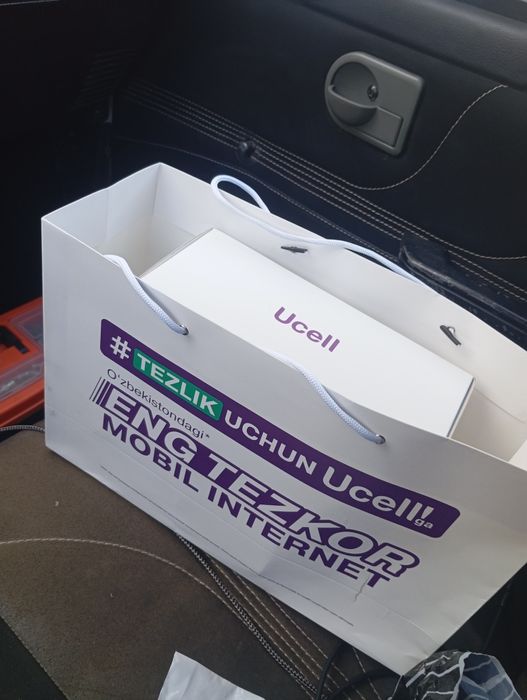 Ucell
# TEZLIK UCHUN Ucell!ga
O'zbekistondagi*
ENG TEZKOR
MOBIL INTERNET